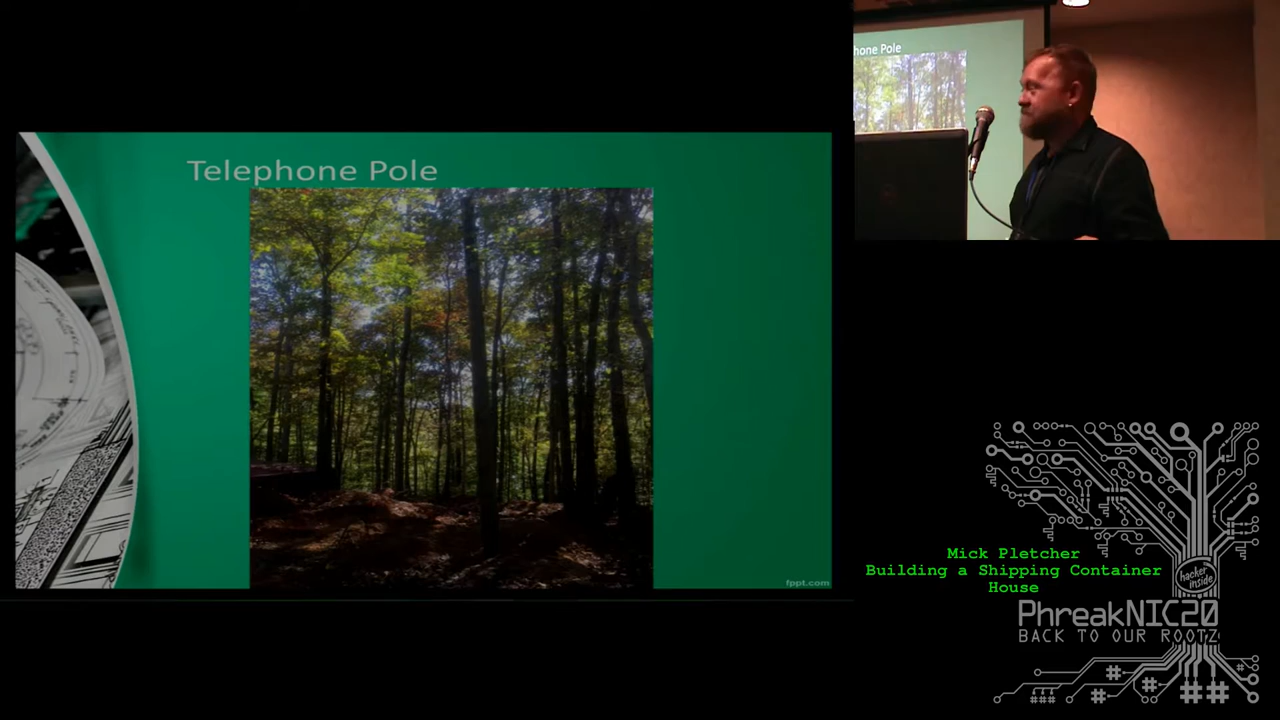 Telephone Pole
fppt.com
hone Pole
Mick Pletcher
Building a Shipping Container
House
hacker
inside
PhreakNIC20
BACK TO OUR ROOTZ